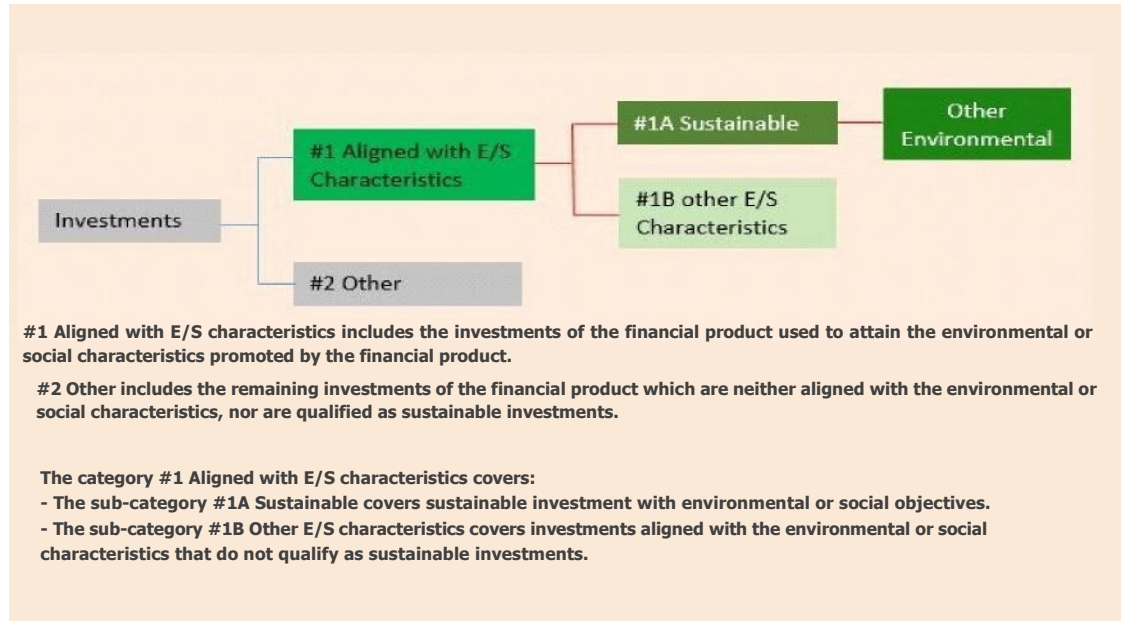 Other
Environmental
#1A Sustainable
#1 Aligned with E/S
Characteristics
#1B other E/S
Characteristics
Investments
#2 Other
#1 Aligned with E/S characteristics includes the investments of the financial product used to attain the environmental or
social characteristics promoted by the financial product.
#2 Other includes the remaining investments of the financial product which are neither aligned with the environmental or
social characteristics, nor are qualified as sustainable investments.
The category #1 Aligned with E/S characteristics covers:
- The sub-category #1A Sustainable covers sustainable investment with environmental or social objectives.
- The sub-category #1B Other E/S characteristics covers investments aligned with the environmental or social
characteristics that do not qualify as sustainable investments.